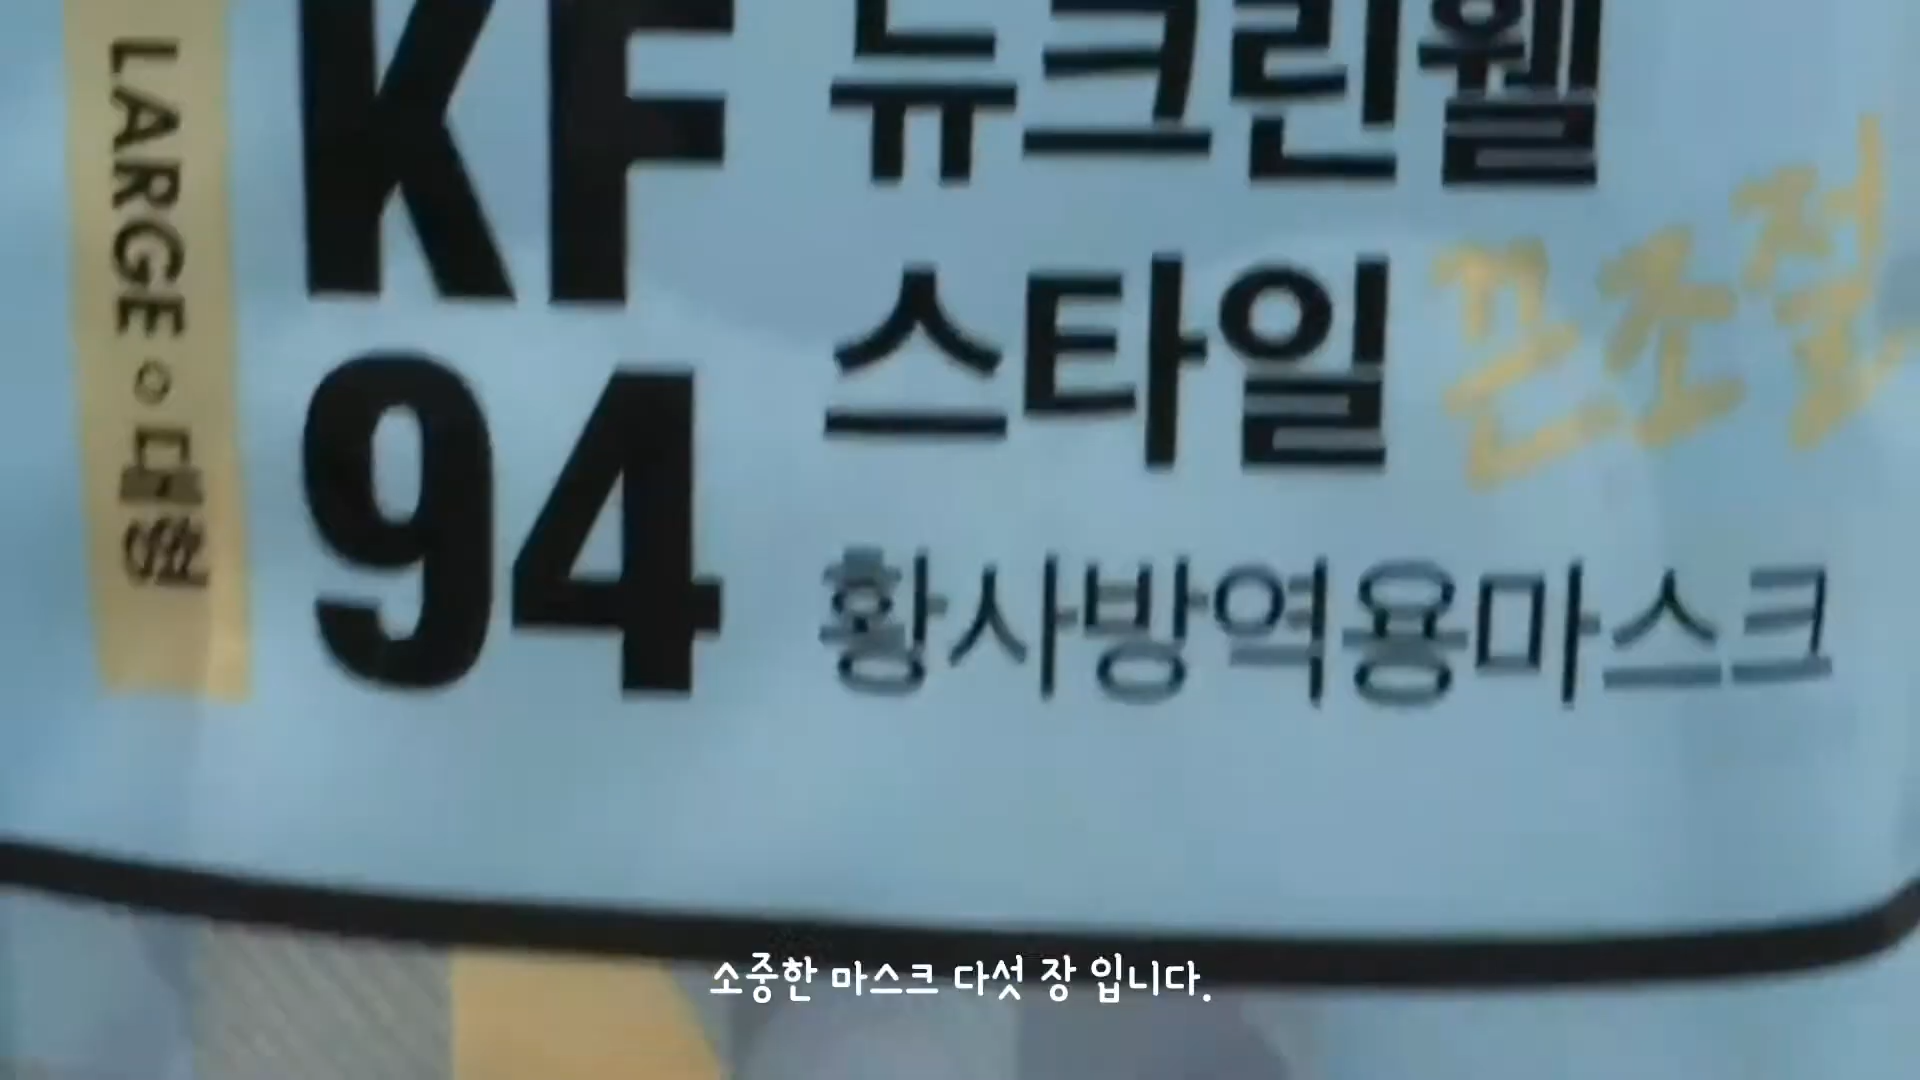 LARGE ○ 대형
KF
94
뉴크린웰
스타일 끈조절
황사방역용마스크
소중한 마스크 다섯 장 입니다.